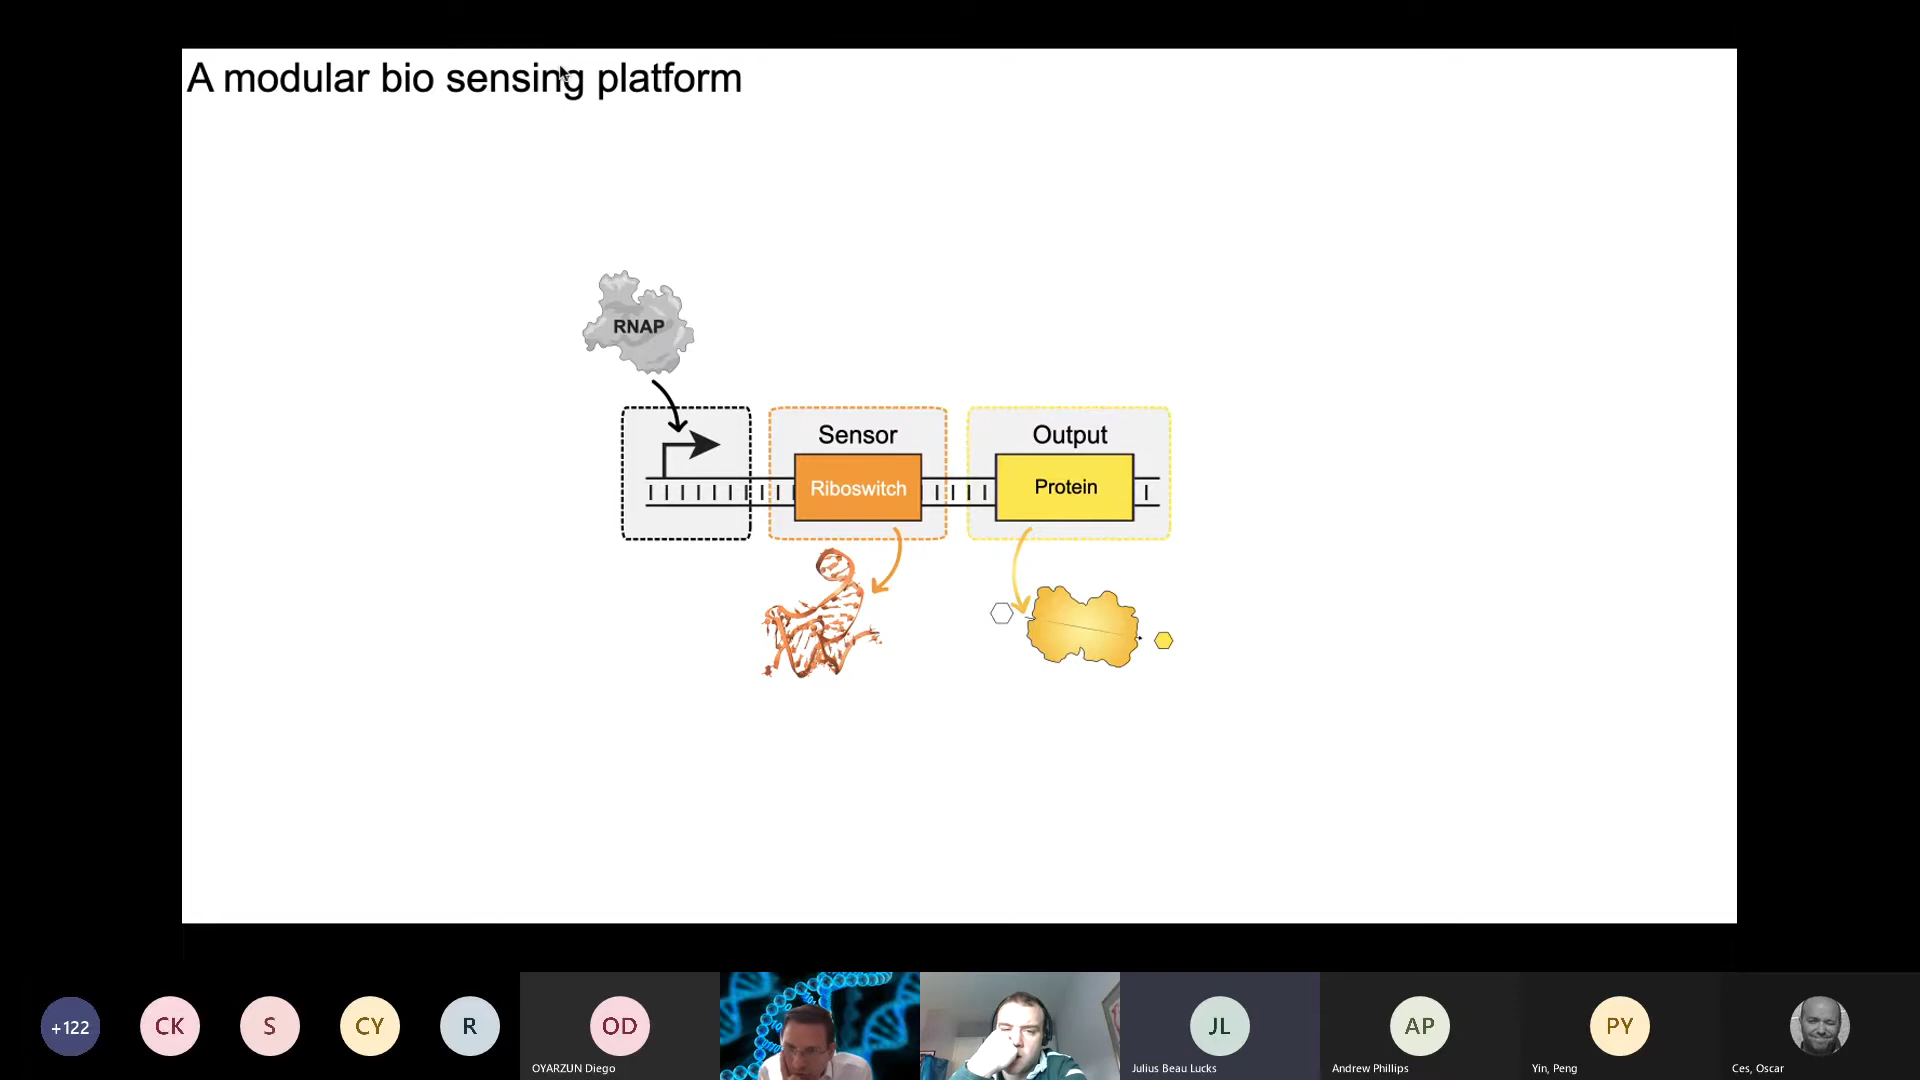 A modular bio sensing platform
RNAP
Sensor
Output
Riboswitch
Protein
+122
CK
S
CY
R
OD
JL
AP
PY
OYARZUN Diego
Julius Beau Lucks
Andrew Phillips
Yin, Peng
Ces, Oscar